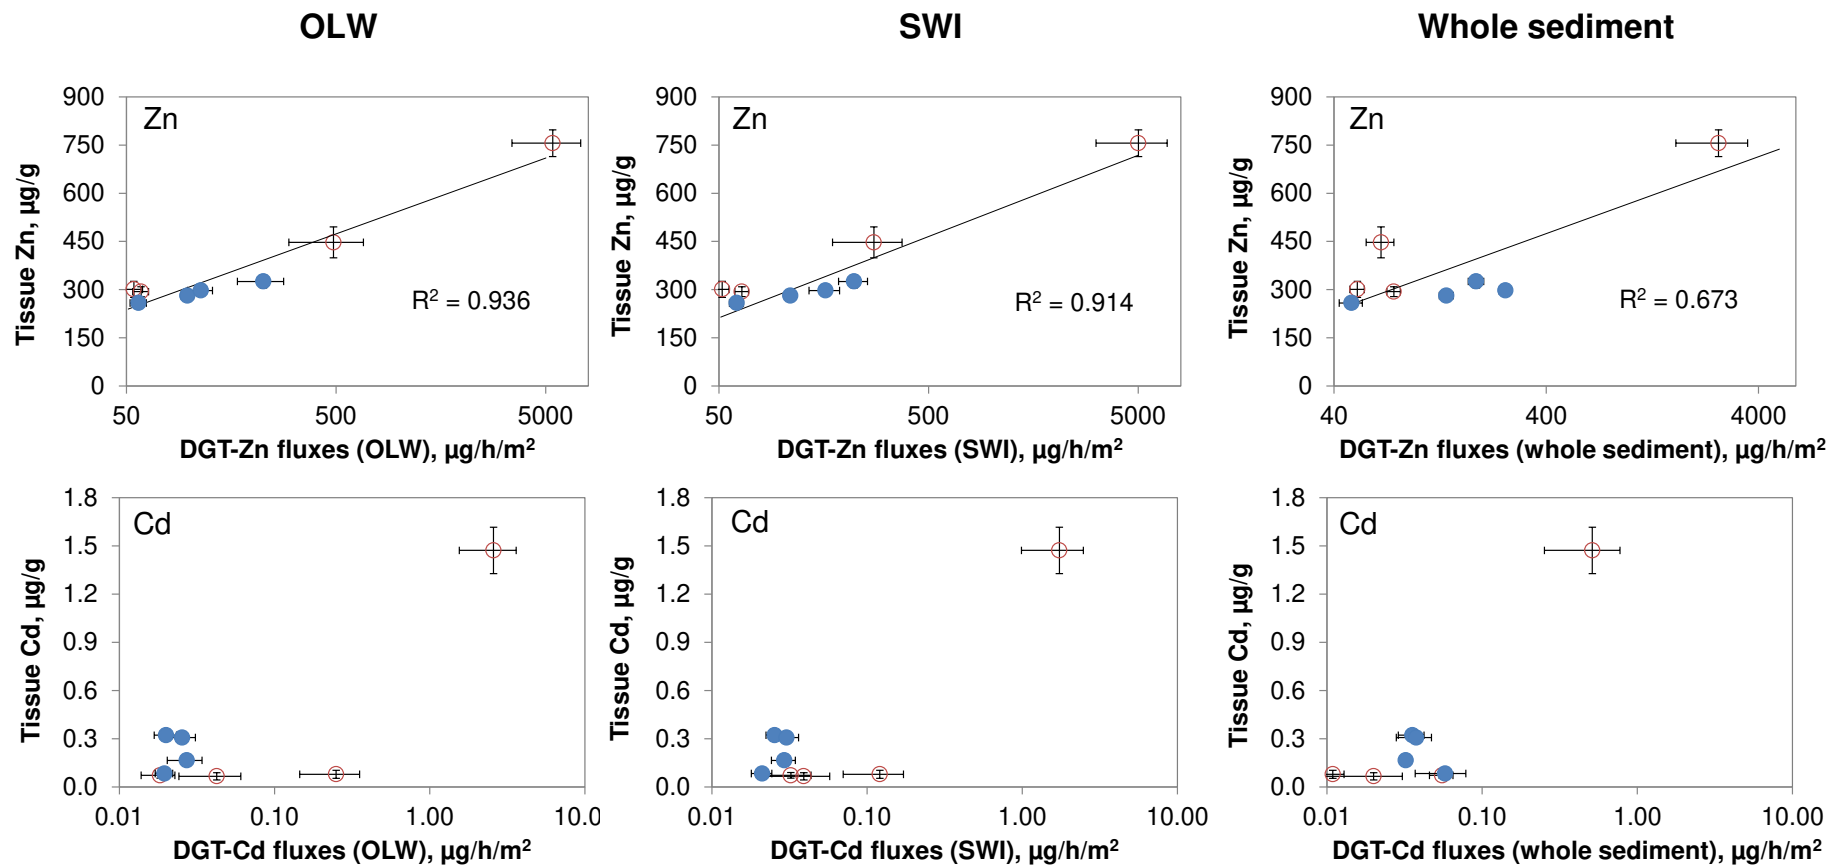 OLW
SWI
Whole sediment
900
750
600
450
300
150
0
Tissue Zn, µg/g
Zn
R² = 0.936
50
500
5000
DGT-Zn fluxes (OLW), µg/h/m²
900
750
600
450
300
150
0
Tissue Zn, µg/g
Zn
R² = 0.914
50
500
5000
DGT-Zn fluxes (SWI), µg/h/m²
900
750
600
450
300
150
0
Tissue Zn, µg/g
Zn
R² = 0.673
40
400
4000
DGT-Zn fluxes (whole sediment), µg/h/m²
1.8
1.5
1.2
0.9
0.6
0.3
0.0
Tissue Cd, µg/g
Cd
0.01
0.10
1.00
10.0
DGT-Cd fluxes (OLW), µg/h/m²
1.8
1.5
1.2
0.9
0.6
0.3
0.0
Tissue Cd, µg/g
Cd
0.01
0.10
1.00
10.00
DGT-Cd fluxes (SWI), µg/h/m²
1.8
1.5
1.2
0.9
0.6
0.3
0.0
Tissue Cd, µg/g
Cd
0.01
0.10
1.00
10.00
DGT-Cd fluxes (whole sediment), µg/h/m²